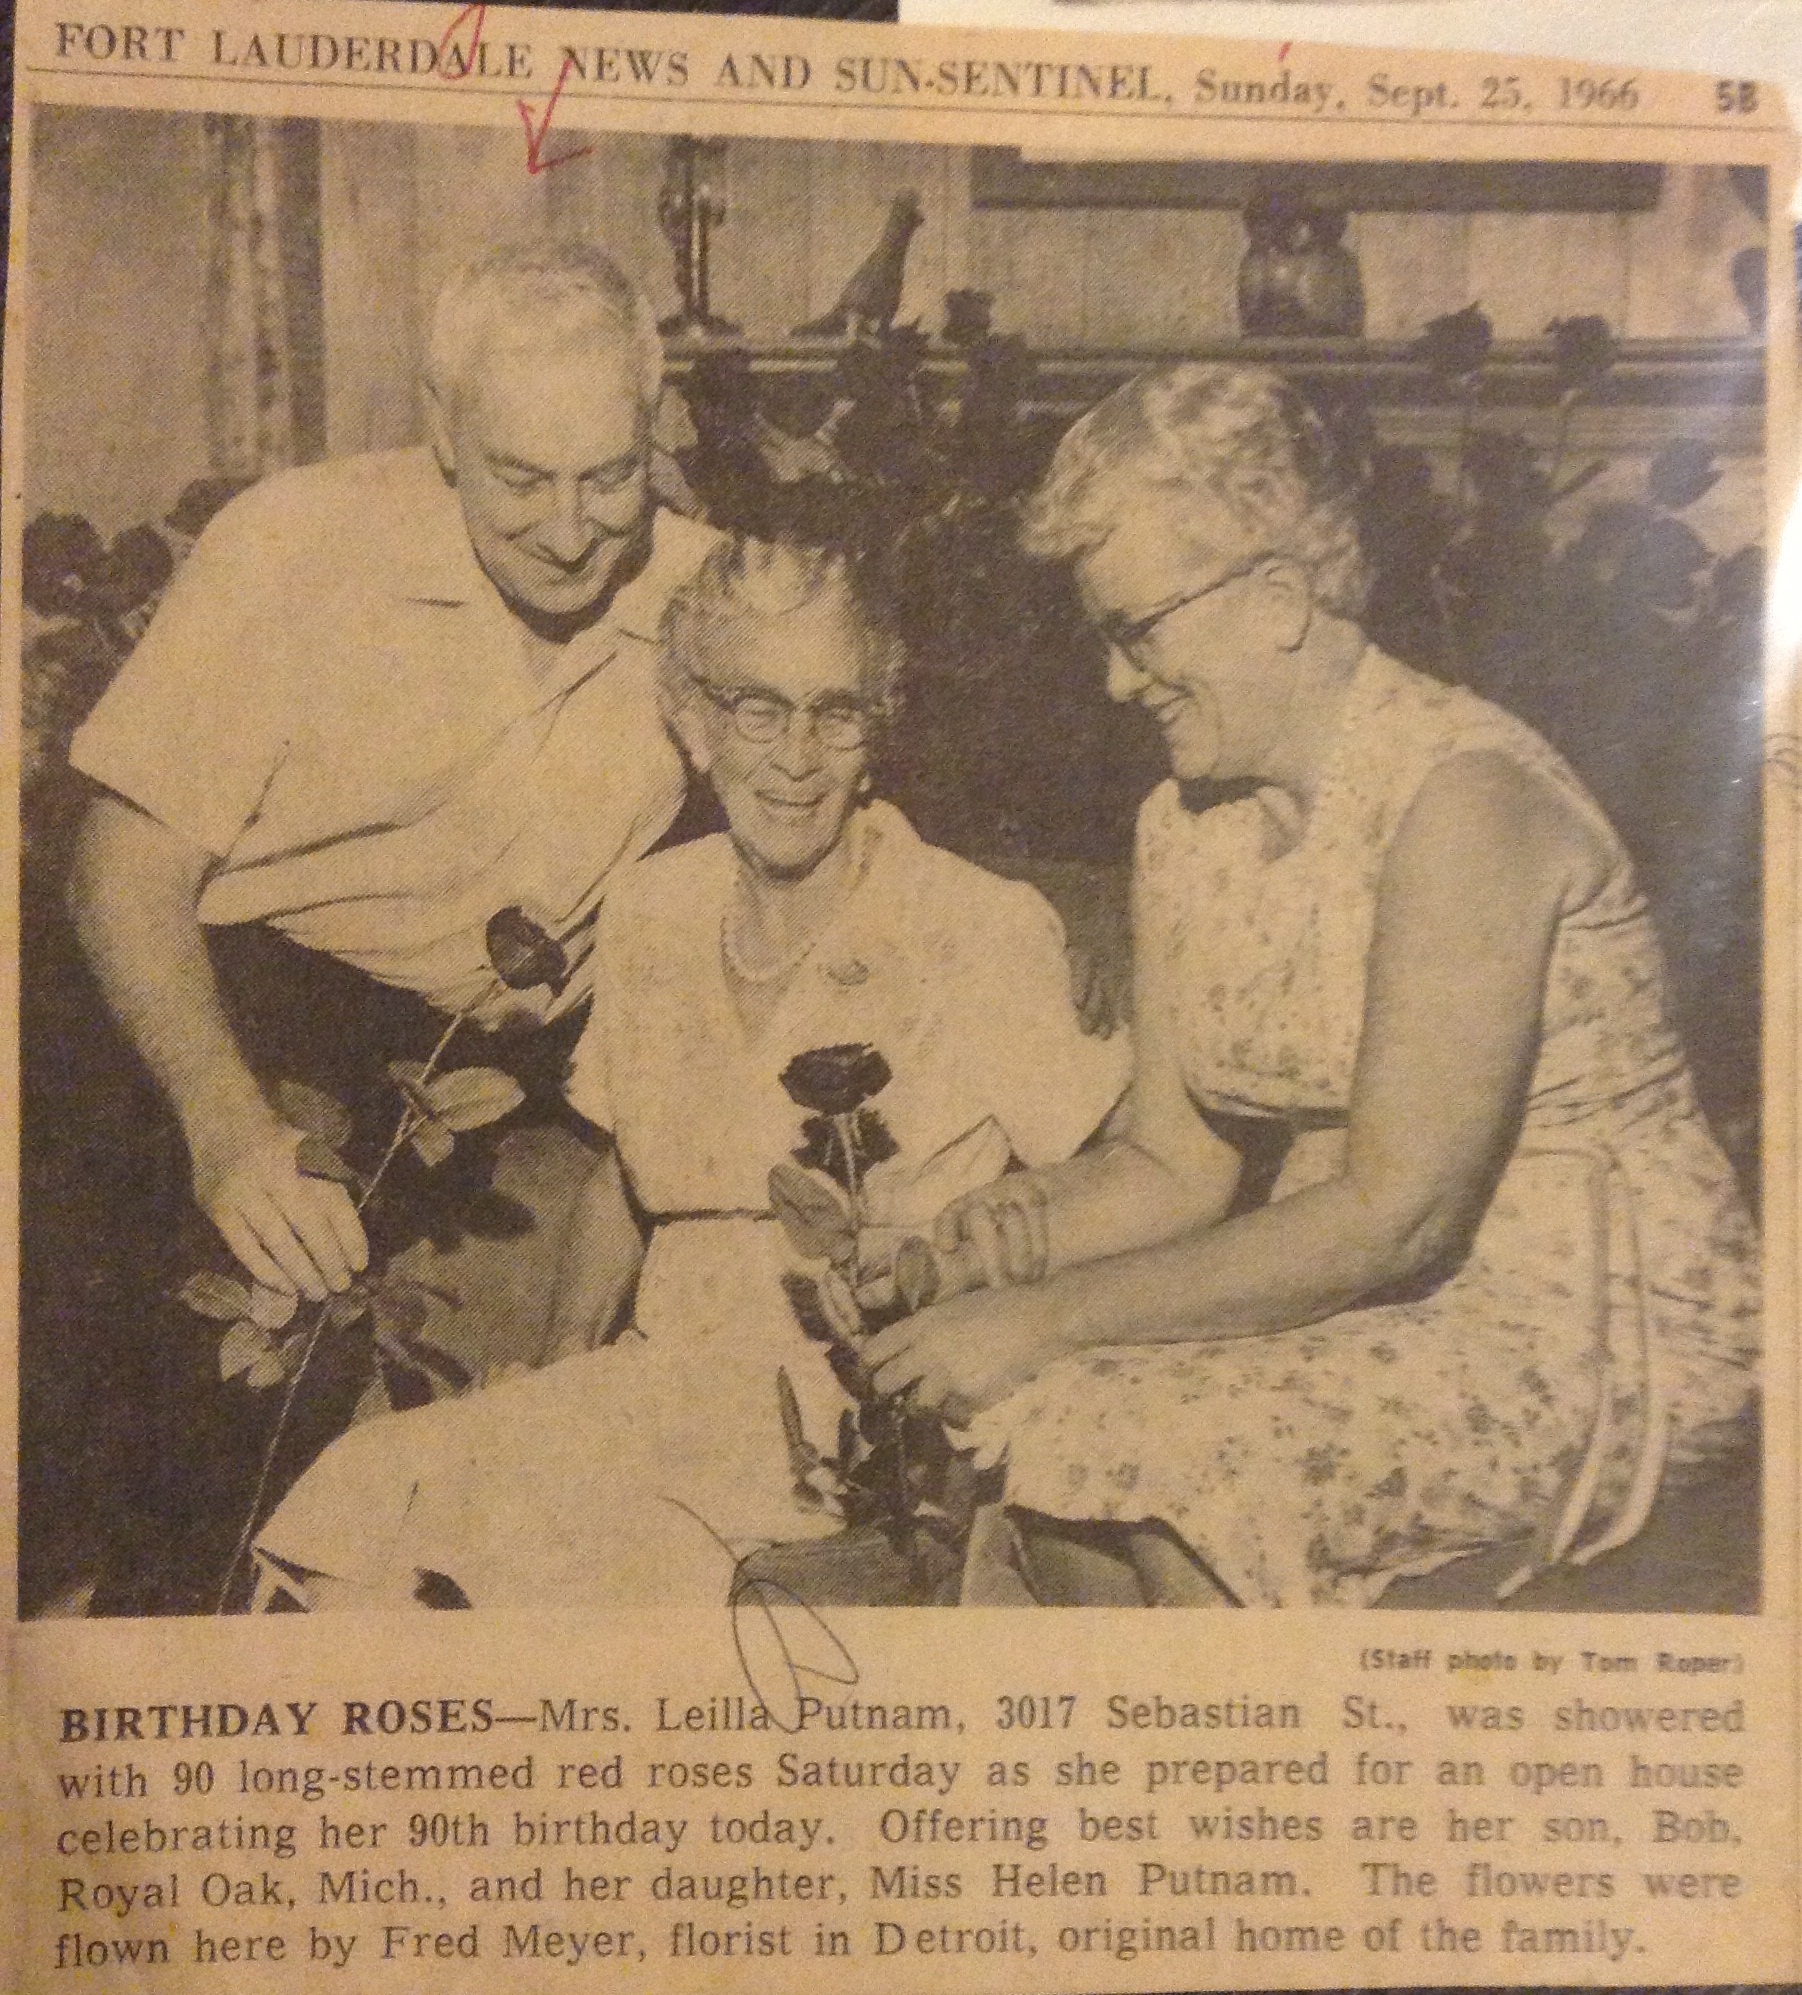 FORT LAUDERDALE NEWS AND SUN-SENTINEL, Sunday, Sept. 25, 1966 5B
(Staff photo by Tom Roper)
BIRTHDAY ROSES—Mrs. Leilla Putnam, 3017 Sebastian St., was showered
with 90 long-stemmed red roses Saturday as she prepared for an open house
celebrating her 90th birthday today. Offering best wishes are her son, Bob,
Royal Oak, Mich., and her daughter, Miss Helen Putnam. The flowers were
flown here by Fred Meyer, florist in Detroit, original home of the family.